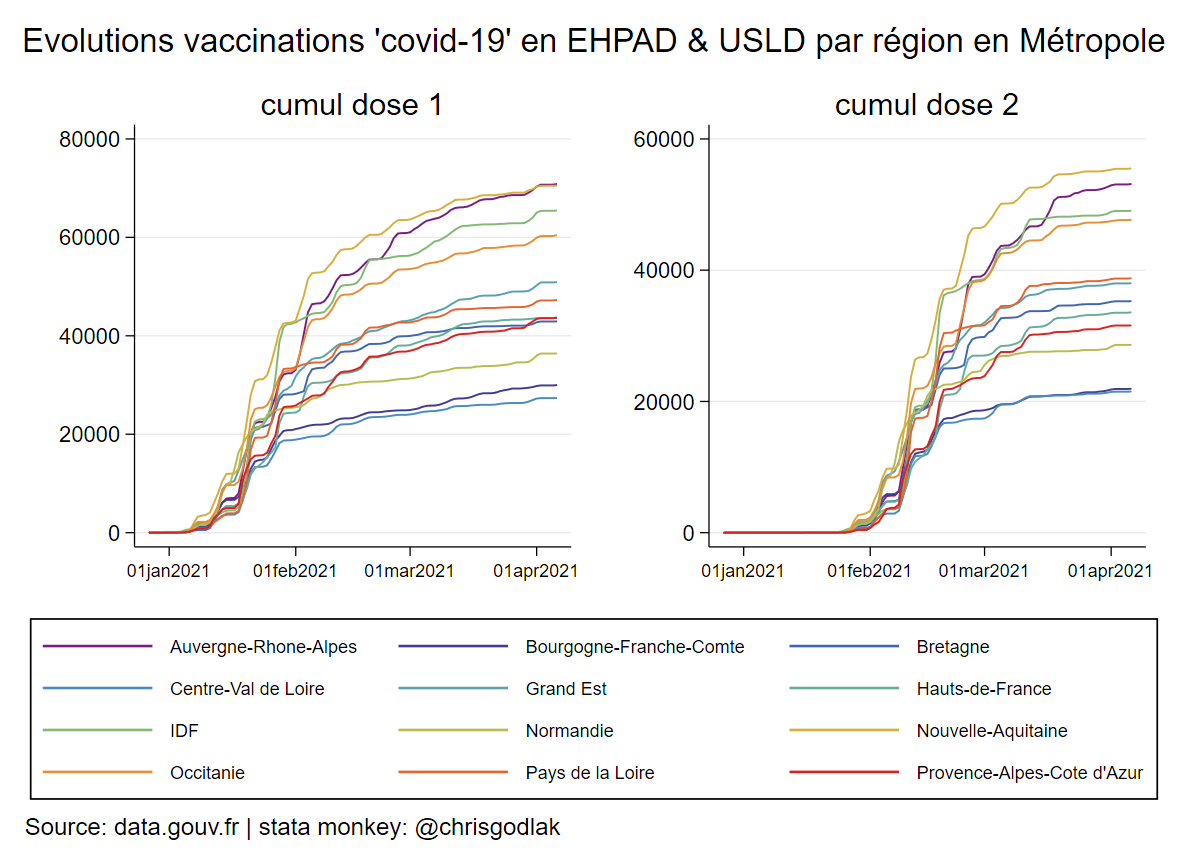 Evolutions vaccinations 'covid-19' en EHPAD & USLD par région en Métropole
cumul dose 1
80000
60000
40000
20000
0
01jan2021 01feb2021 01mar2021 01apr2021
cumul dose 2
60000
40000
20000
0
01jan2021 01feb2021 01mar2021 01apr2021
Auvergne-Rhone-Alpes Bourgogne-Franche-Comte Bretagne
Centre-Val de Loire Grand Est Hauts-de-France
IDF Normandie Nouvelle-Aquitaine
Occitanie Pays de la Loire Provence-Alpes-Cote d'Azur
Source: data.gouv.fr | stata monkey: @chrisgodlak